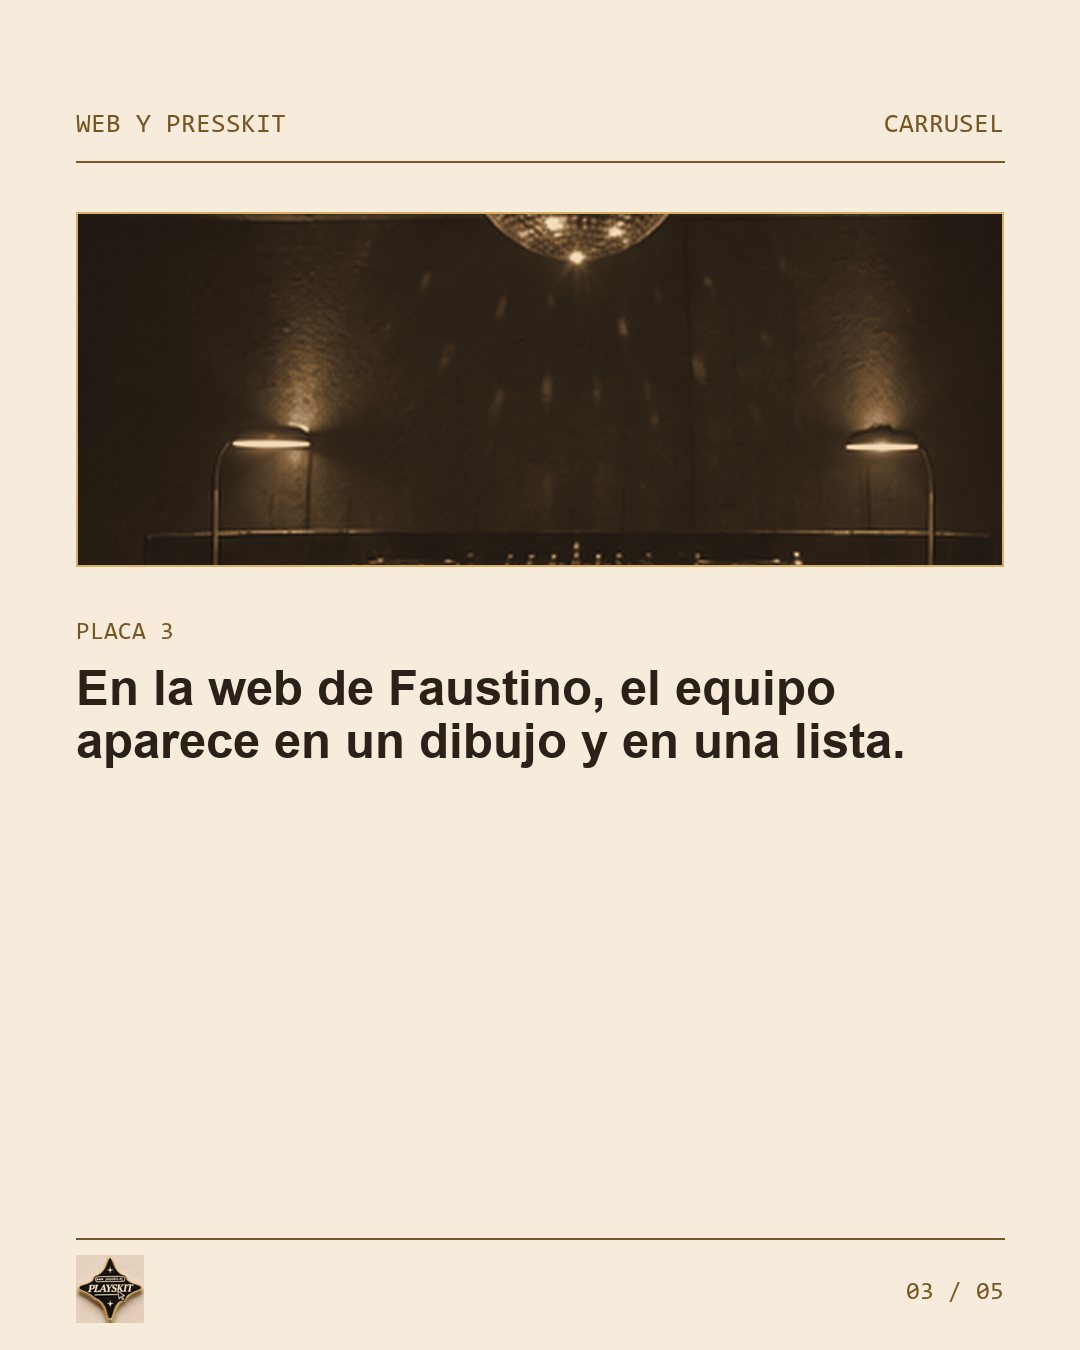 WEB Y PRESSKIT
CARRUSEL
PLACA 3
En la web de Faustino, el equipo
aparece en un dibujo y en una lista.
PLAYSKIT
03 / 05